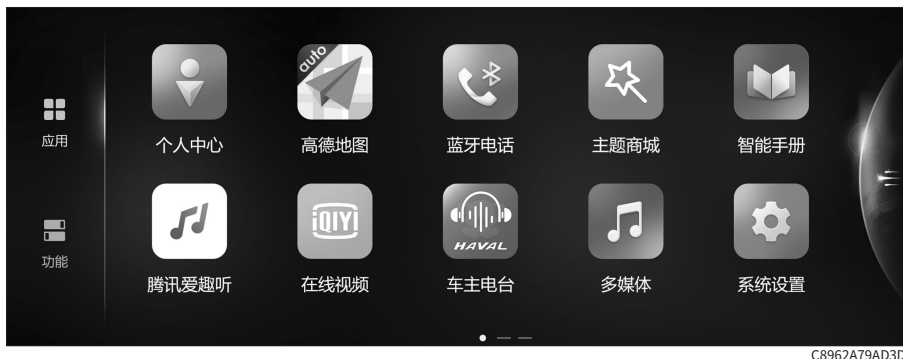 auto
个人中心
高德地图
蓝牙电话
主题商城
智能手册
应用
iQIYI
HAVAL
腾讯爱趣听
在线视频
车主电台
多媒体
系统设置
功能
C8962A79AD3D